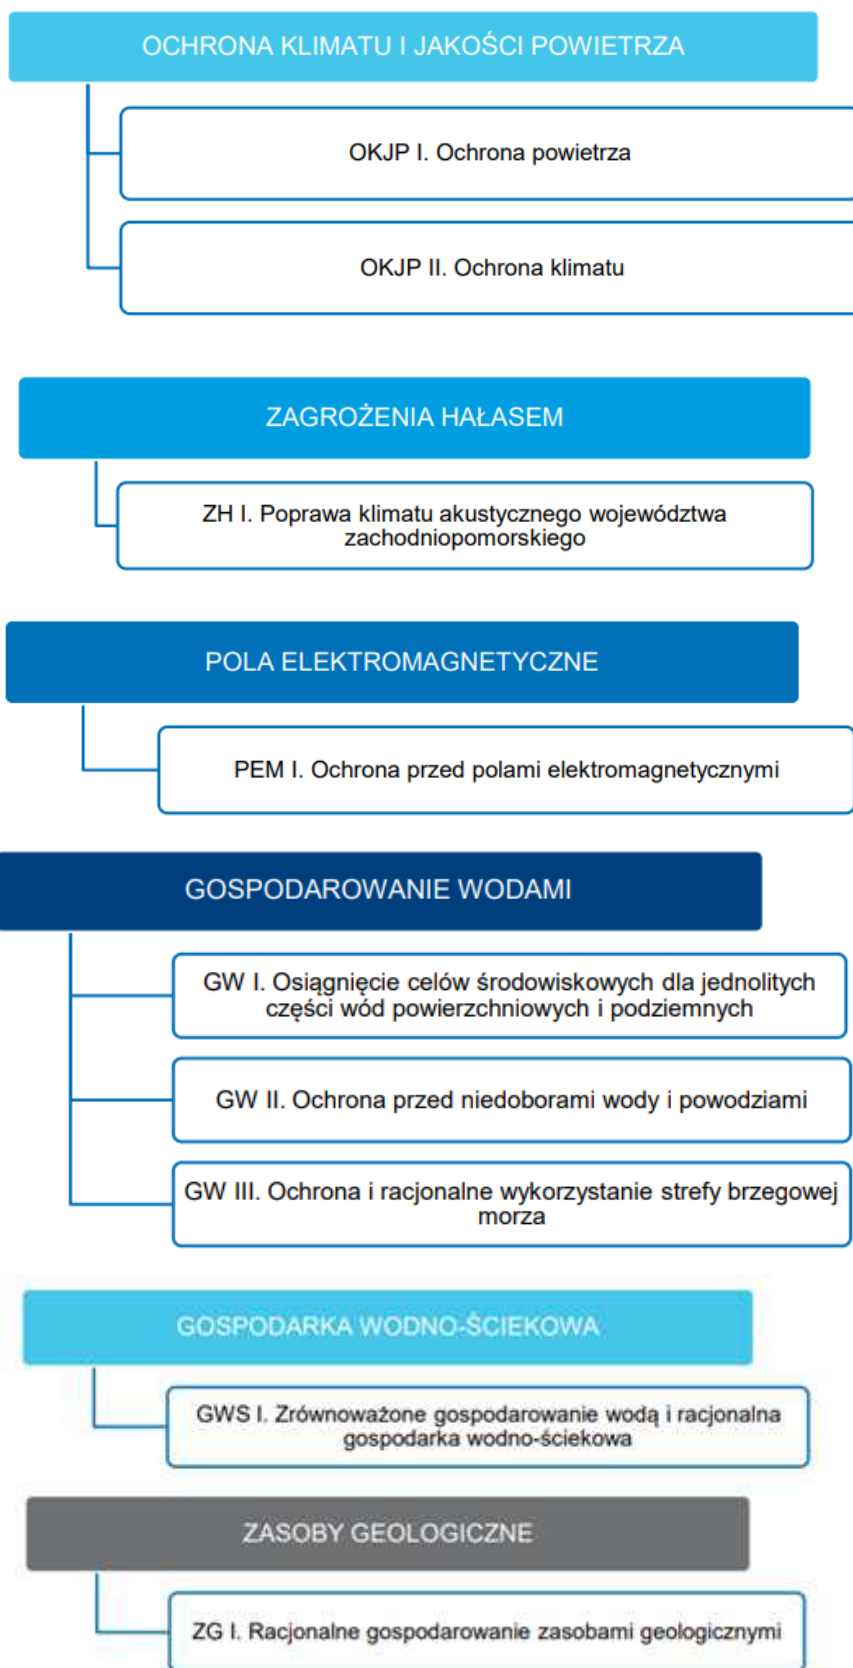 OCHRONA KLIMATU I JAKOŚCI POWIETRZA
OKJP I. Ochrona powietrza
OKJP II. Ochrona klimatu
ZAGROŻENIA HAŁASEM
ZH I. Poprawa klimatu akustycznego województwa
zachodniopomorskiego
POLA ELEKTROMAGNETYCZNE
PEM I. Ochrona przed polami elektromagnetycznymi
GOSPODAROWANIE WODAMI
GW I. Osiągnięcie celów środowiskowych dla jednolitych
części wód powierzchniowych i podziemnych
GW II. Ochrona przed niedoborami wody i powodziami
GW III. Ochrona i racjonalne wykorzystanie strefy brzegowej
morza
GOSPODARKA WODNO-ŚCIEKOWA
GWS I. Zrównoważone gospodarowanie wodą i racjonalna
gospodarka wodno-ściekowa
ZASOBY GEOLOGICZNE
ZG I. Racjonalne gospodarowanie zasobami geologicznymi